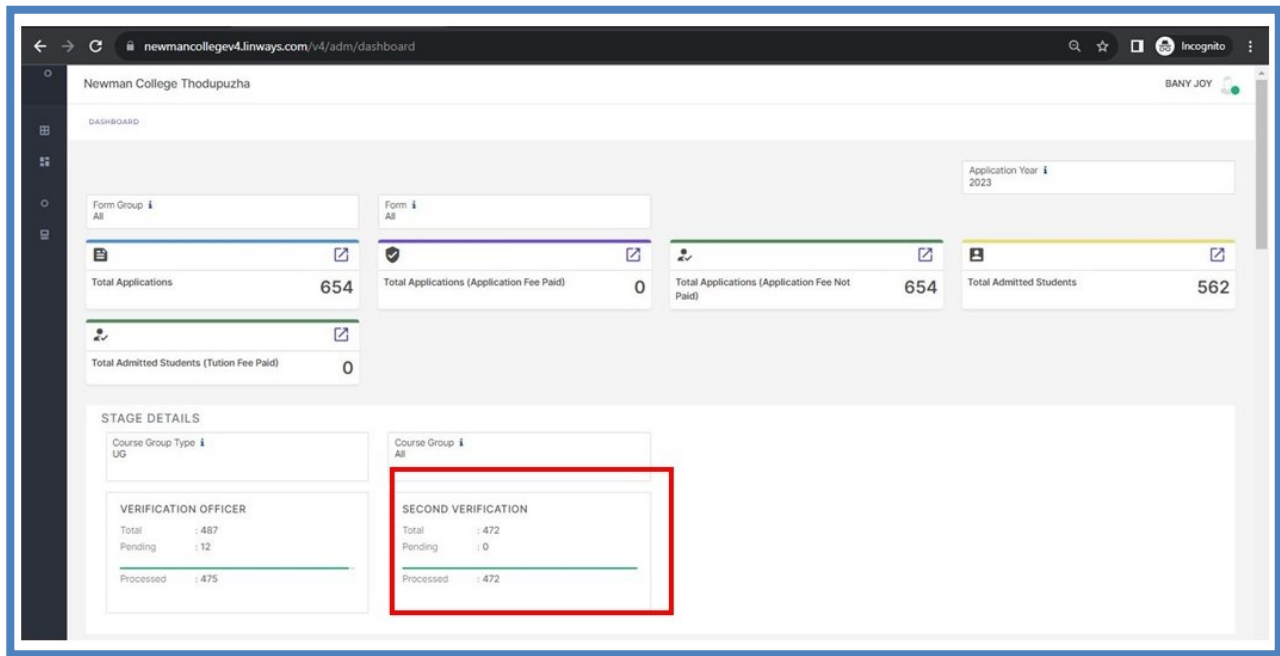 newmancollegev4.linways.com/v4/adm/dashboard
Incognito
Newman College Thodupuzha
BANY JOY
DASHBOARD
Application Year i
2023
Form Group i
All
Form i
All
Total Applications
654
Total Applications (Application Fee Paid)
0
Total Applications (Application Fee Not
Paid)
654
Total Admitted Students
562
Total Admitted Students (Tution Fee Paid)
0
STAGE DETAILS
Course Group Type i
UG
Course Group i
All
VERIFICATION OFFICER
Total : 487
Pending : 12
Processed : 475
SECOND VERIFICATION
Total : 472
Pending : 0
Processed : 472